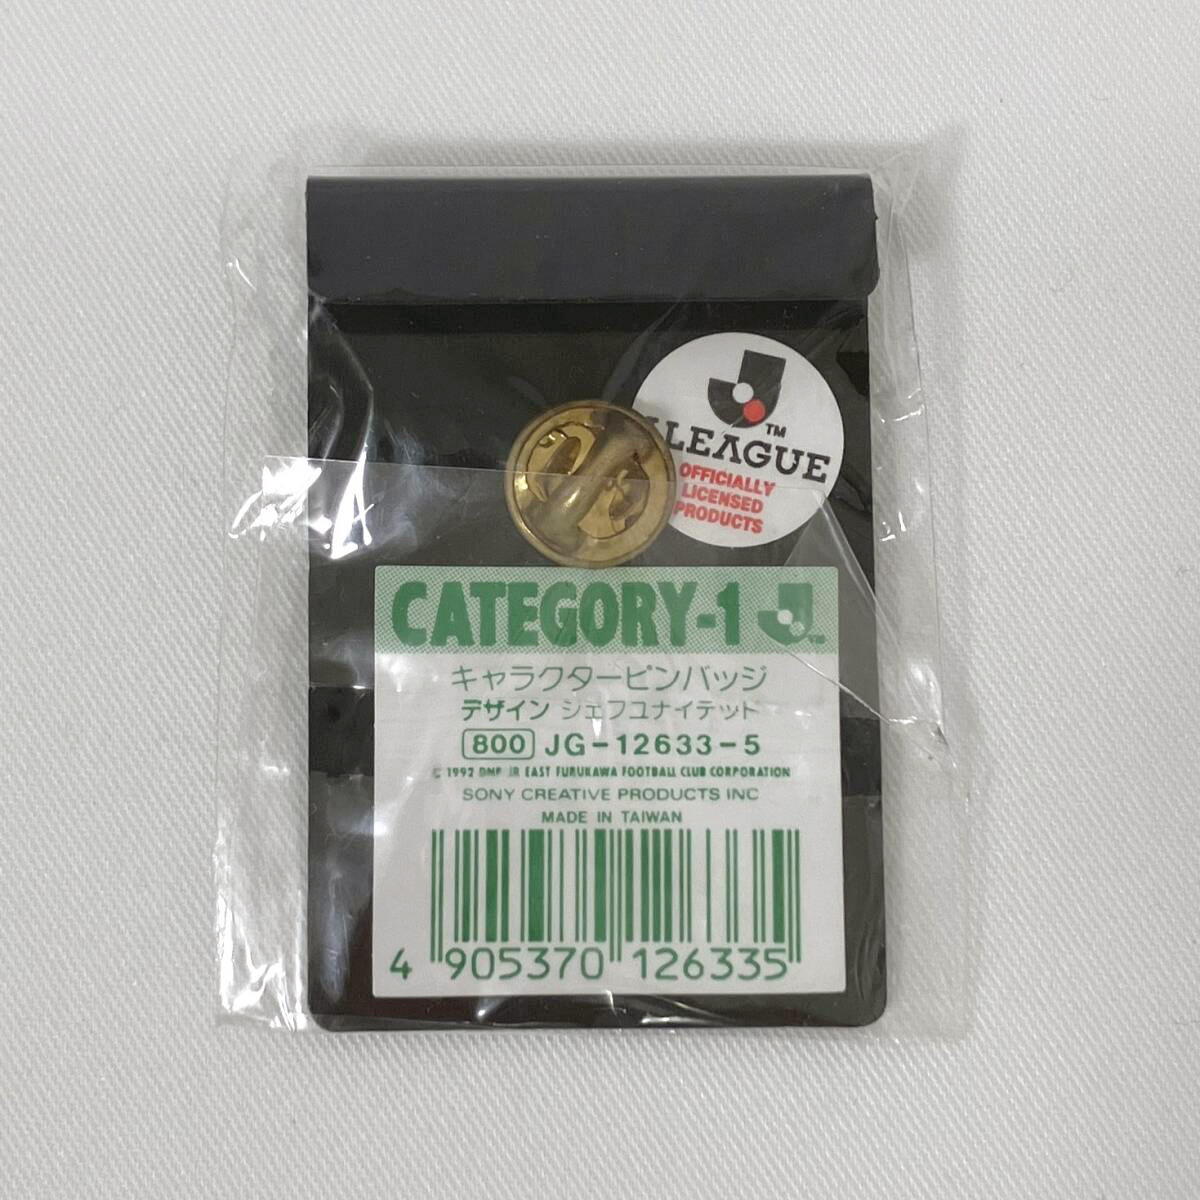 J.LEAGUE™
OFFICIALLY
LICENSED
PRODUCTS
CATEGORY-1 J™
キャラクターピンバッジ
デザイン ジェフユナイテッド
800 JG-12633-5
© 1992 JR EAST FURUKAWA FOOTBALL CLUB CORPORATION
SONY CREATIVE PRODUCTS INC
MADE IN TAIWAN
4 905370 126335